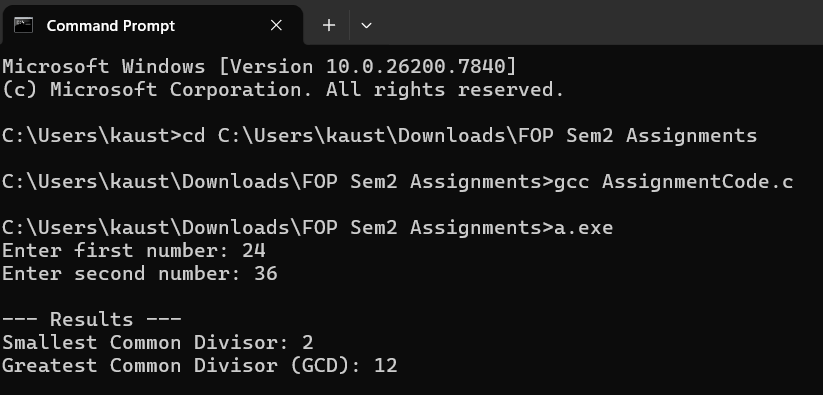 Command Prompt
Microsoft Windows [Version 10.0.26200.7840]
(c) Microsoft Corporation. All rights reserved.
C:\Users\kaust>cd C:\Users\kaust\Downloads\FOP Sem2 Assignments
C:\Users\kaust\Downloads\FOP Sem2 Assignments>gcc AssignmentCode.c
C:\Users\kaust\Downloads\FOP Sem2 Assignments>a.exe
Enter first number: 24
Enter second number: 36
--- Results ---
Smallest Common Divisor: 2
Greatest Common Divisor (GCD): 12